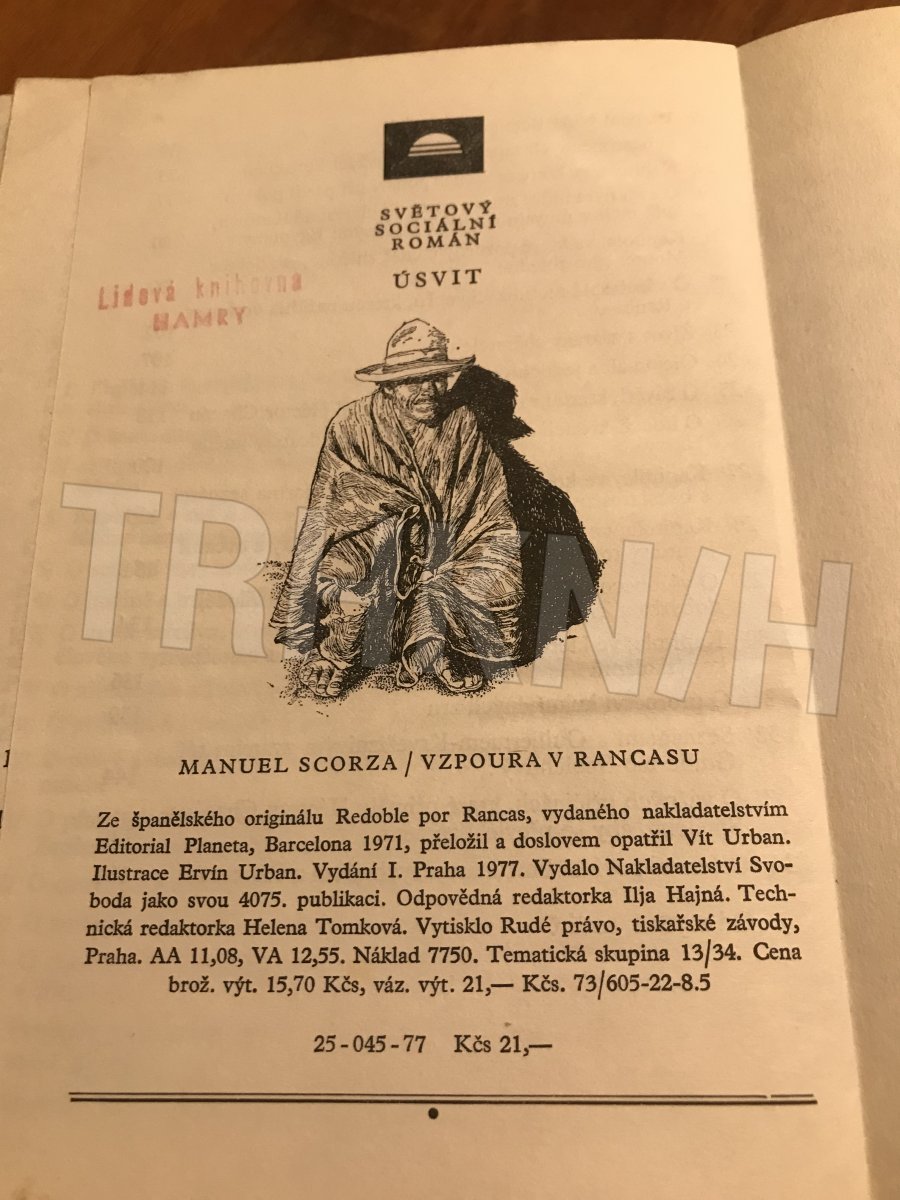 SVĚTOVÝ
SOCIÁLNÍ
ROMÁN
ÚSVIT
Lidová knihovna
HAMRY
MANUEL SCORZA / VZPOURA V RANCASU
Ze španělského originálu Redoble por Rancas, vydaného nakladatelstvím
Editorial Planeta, Barcelona 1971, přeložil a doslovem opatřil Vít Urban.
Ilustrace Ervín Urban. Vydání I. Praha 1977. Vydalo Nakladatelství Svo-
boda jako svou 4075. publikaci. Odpovědná redaktorka Ilja Hajná. Tech-
nická redaktorka Helena Tomková. Vytisklo Rudé právo, tiskařské závody,
Praha. AA 11,08, VA 12,55. Náklad 7750. Tematická skupina 13/34. Cena
brož. výt. 15,70 Kčs, váz. výt. 21,— Kčs. 73/605-22-8.5
25-045-77 Kčs 21,—